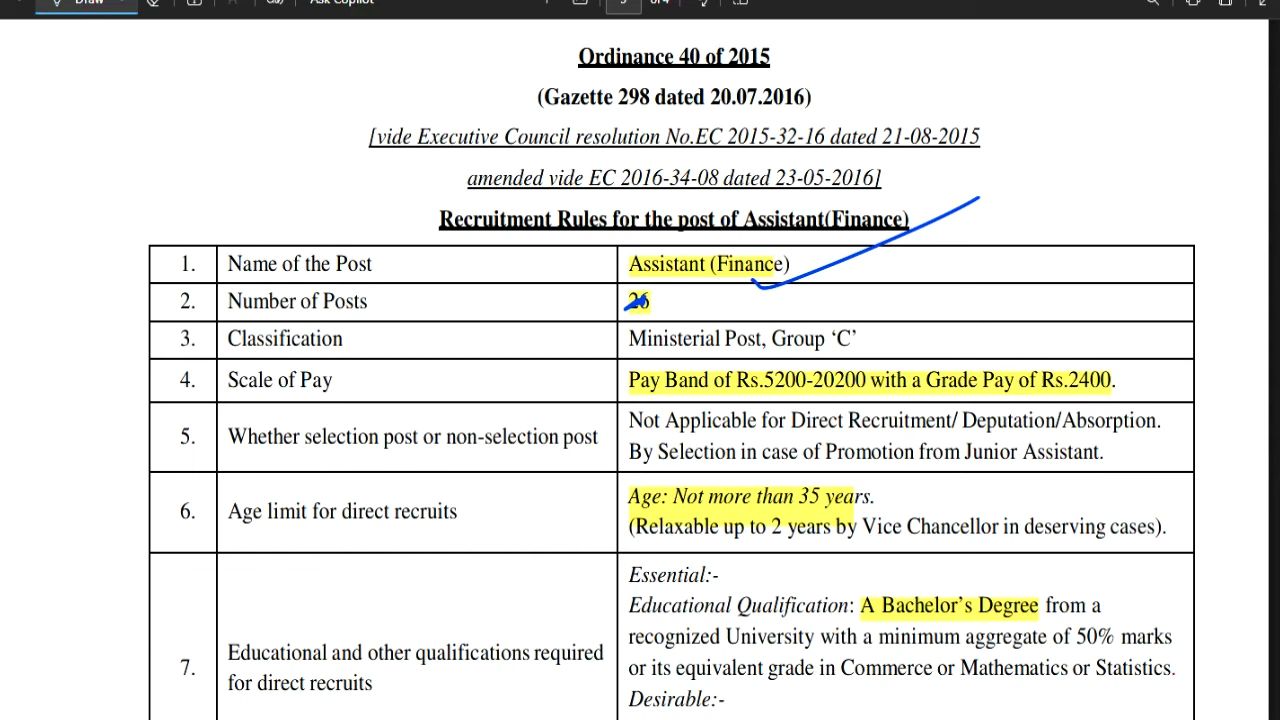 Draw
Ask Copilot
Ordinance 40 of 2015
(Gazette 298 dated 20.07.2016)
[vide Executive Council resolution No.EC 2015-32-16 dated 21-08-2015
amended vide EC 2016-34-08 dated 23-05-2016]
Recruitment Rules for the post of Assistant(Finance)
1. Name of the Post Assistant (Finance)
2. Number of Posts 26
3. Classification Ministerial Post, Group ‘C’
4. Scale of Pay Pay Band of Rs.5200-20200 with a Grade Pay of Rs.2400.
5. Whether selection post or non-selection post Not Applicable for Direct Recruitment/ Deputation/Absorption.
By Selection in case of Promotion from Junior Assistant.
6. Age limit for direct recruits Age: Not more than 35 years.
(Relaxable up to 2 years by Vice Chancellor in deserving cases).
7. Educational and other qualifications required
for direct recruits
Essential:-
Educational Qualification: A Bachelor’s Degree from a
recognized University with a minimum aggregate of 50% marks
or its equivalent grade in Commerce or Mathematics or Statistics.
Desirable:-